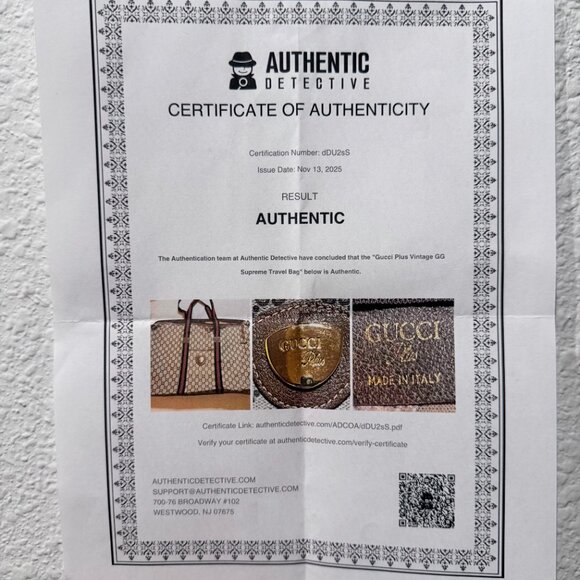 AUTHENTIC
DETECTIVE
CERTIFICATE OF AUTHENTICITY
Certification Number: dDU2sS
Issue Date: Nov 13, 2025
RESULT
AUTHENTIC
The Authentication team at Authentic Detective have concluded that the "Gucci Plus Vintage GG
Supreme Travel Bag" below is Authentic.
GUCCI
Plus
GUCCI
Plus
MADE IN ITALY
Certificate Link: authenticdetective.com/ADCOA/dDU2sS.pdf
Verify your certificate at authenticdetective.com/verify-certificate
AUTHENTICDETECTIVE.COM
SUPPORT@AUTHENTICDETECTIVE.COM
700-76 BROADWAY #102
WESTWOOD, NJ 07675